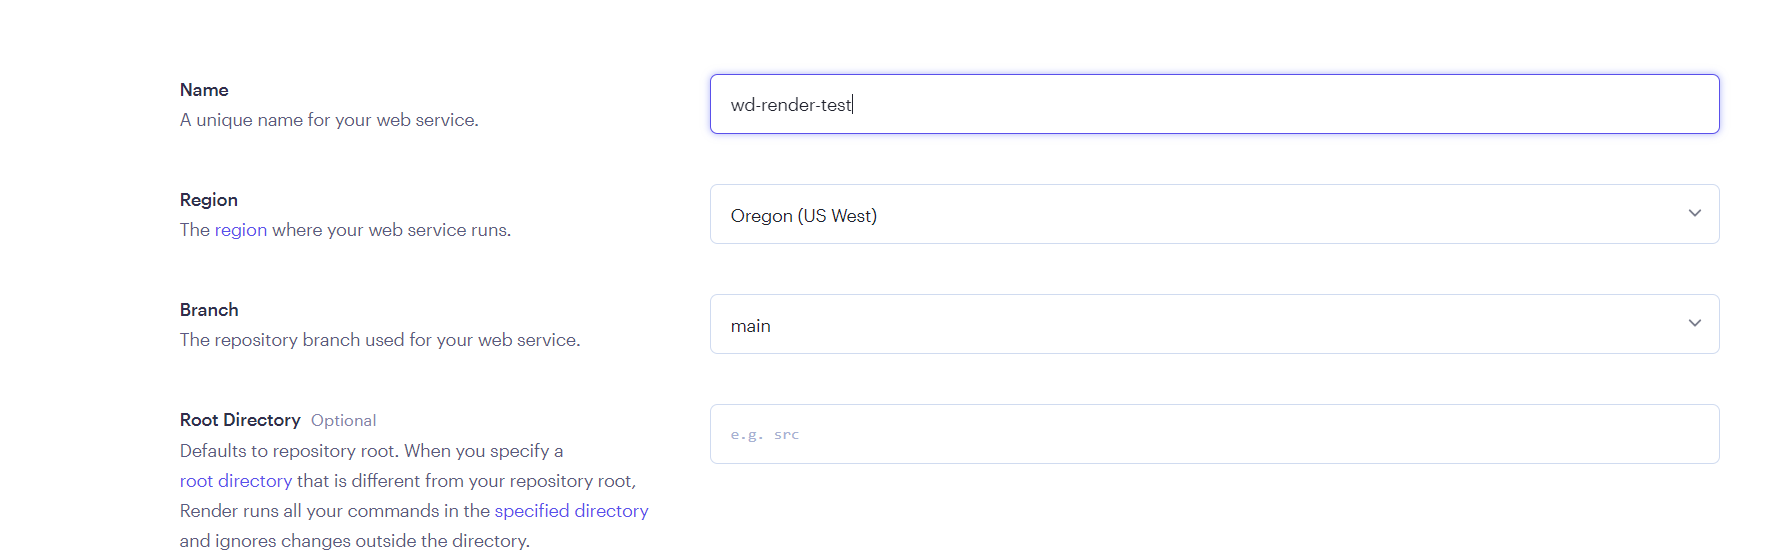 Name
A unique name for your web service.
wd-render-test
Region
The region where your web service runs.
Oregon (US West)
Branch
The repository branch used for your web service.
main
Root Directory Optional
Defaults to repository root. When you specify a
root directory that is different from your repository root,
Render runs all your commands in the specified directory
and ignores changes outside the directory.
e.g. src